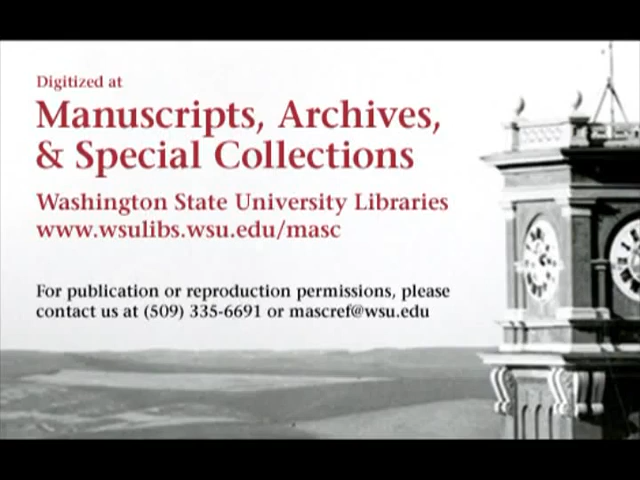 Digitized at
Manuscripts, Archives,
& Special Collections
Washington State University Libraries
www.wsulibs.wsu.edu/masc
For publication or reproduction permissions, please
contact us at (509) 335-6691 or mascref@wsu.edu